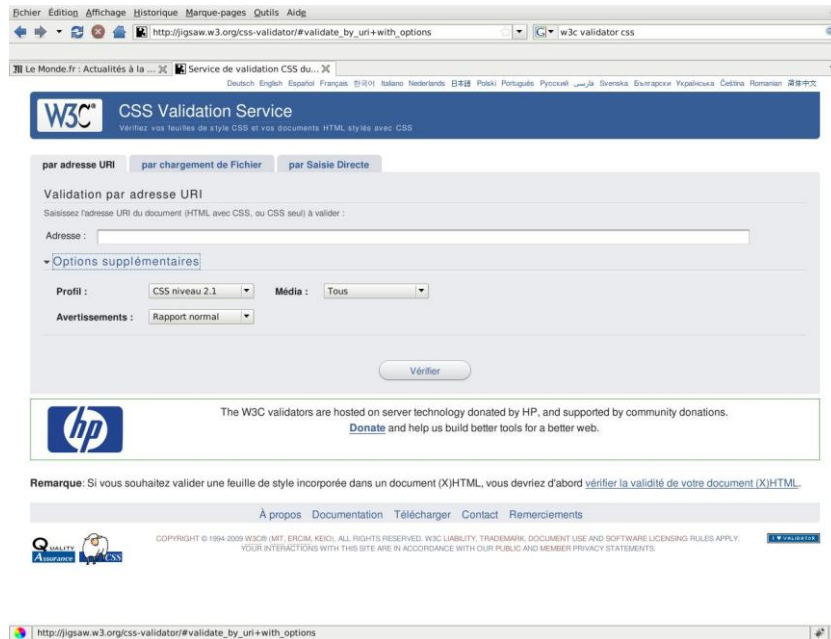 Fichier Édition Affichage Historique Marque-pages Outils Aide
http://jigsaw.w3.org/css-validator/#validate_by_uri+with_options
w3c validator css
Le Monde.fr : Actualités à la ...
Service de validation CSS du...
Deutsch English Español Français 한국어 Italiano Nederlands 日本語 Polski Português Русский فارسی Svenska Български Українська Čeština Romanian 简体中文
W3C®
CSS Validation Service
Vérifiez vos feuilles de style CSS et vos documents HTML stylés avec CSS
par adresse URI par chargement de Fichier par Saisie Directe
Validation par adresse URI
Saisissez l'adresse URI du document (HTML avec CSS, ou CSS seul) à valider :
Adresse :
Options supplémentaires
Profil : CSS niveau 2.1 Média : Tous
Avertissements : Rapport normal
Vérifier
hp
The W3C validators are hosted on server technology donated by HP, and supported by community donations.
Donate and help us build better tools for a better web.
Remarque: Si vous souhaitez valider une feuille de style incorporée dans un document (X)HTML, vous devriez d'abord vérifier la validité de votre document (X)HTML.
À propos Documentation Télécharger Contact Remerciements
QUALITY
Assurance
CSS
COPYRIGHT © 1994-2009 W3C® (MIT, ERCIM, KEIO), ALL RIGHTS RESERVED. W3C LIABILITY, TRADEMARK, DOCUMENT USE AND SOFTWARE LICENSING RULES APPLY.
YOUR INTERACTIONS WITH THIS SITE ARE IN ACCORDANCE WITH OUR PUBLIC AND MEMBER PRIVACY STATEMENTS.
I ♥ VALIDATOR
http://jigsaw.w3.org/css-validator/#validate_by_uri+with_options